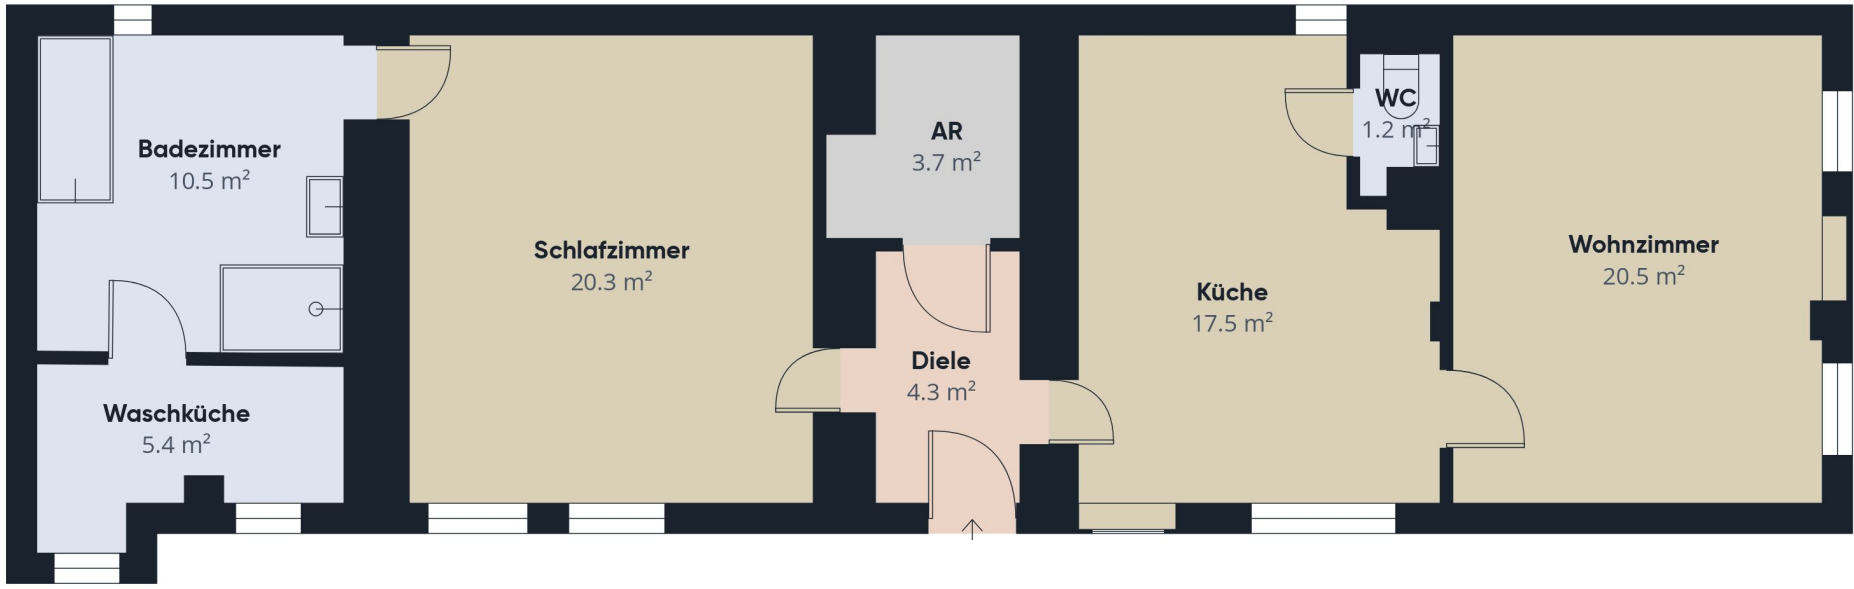 Badezimmer
10.5 m²
Waschküche
5.4 m²
Schlafzimmer
20.3 m²
AR
3.7 m²
Diele
4.3 m²
Küche
17.5 m²
WC
1.2 m²
Wohnzimmer
20.5 m²